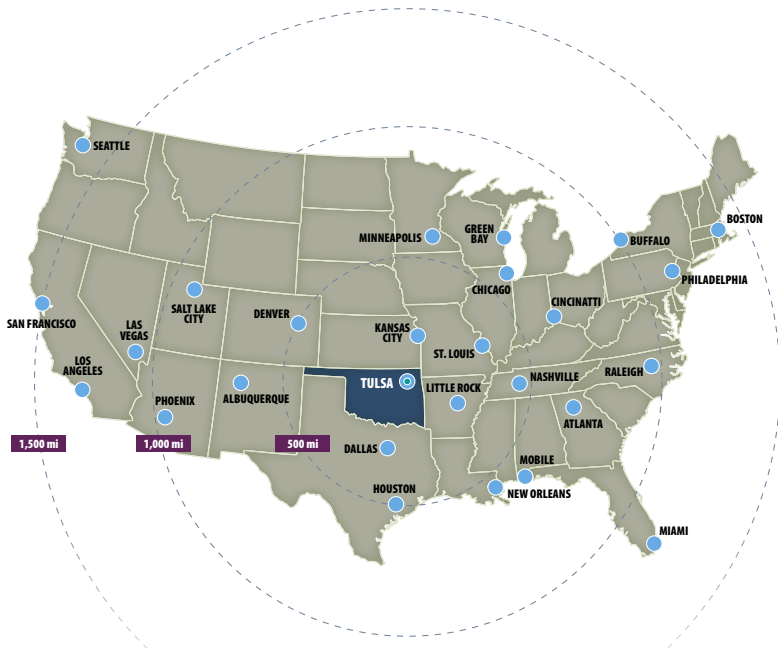 SEATTLE
BOSTON
MINNEAPOLIS
GREEN
BAY
BUFFALO
CHICAGO
PHILADELPHIA
SALT LAKE
CITY
DENVER
CINCINATTI
SAN FRANCISCO
LAS
VEGAS
KANSAS
CITY
ST. LOUIS
LOS
ANGELES
RALEIGH
TULSA
NASHVILLE
LITTLE ROCK
ALBUQUERQUE
PHOENIX
ATLANTA
1,500 mi
1,000 mi
500 mi
DALLAS
MOBILE
HOUSTON
NEW ORLEANS
MIAMI